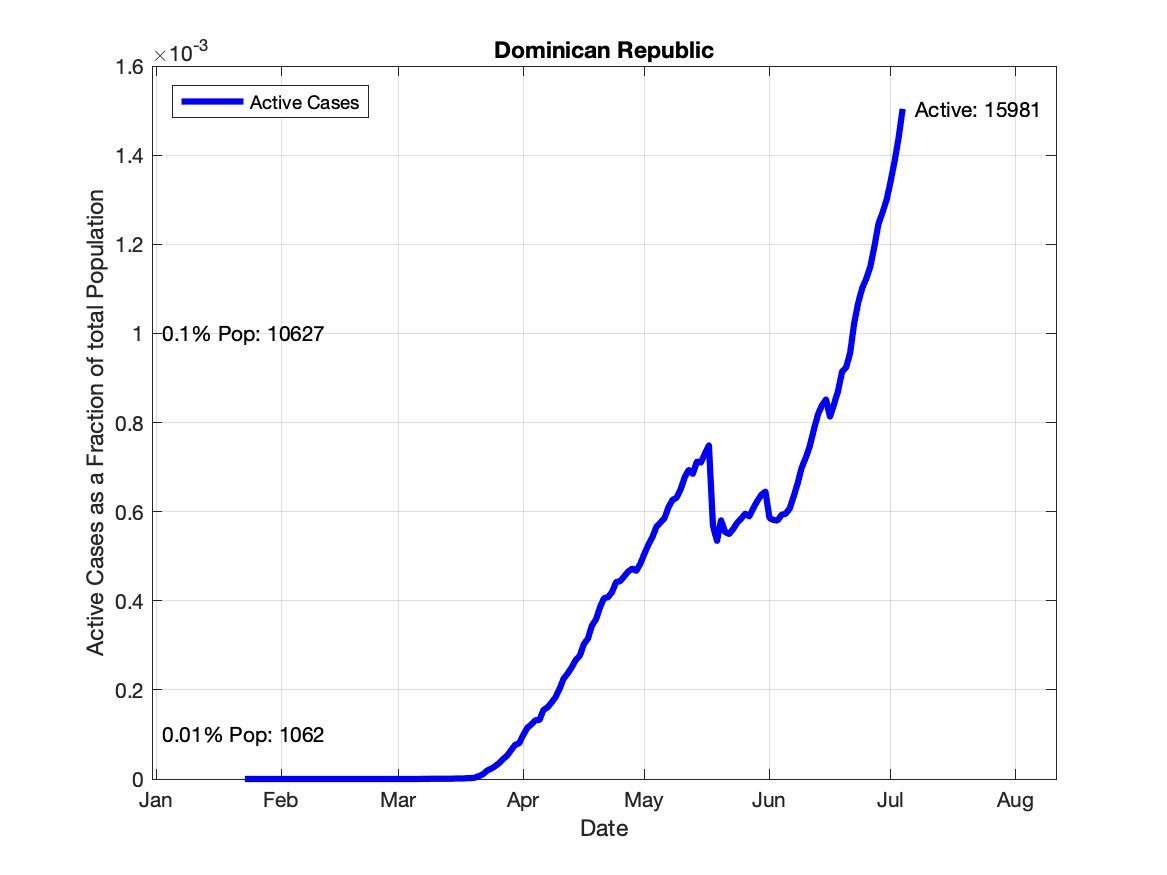 Dominican Republic
×10-3
1.6
1.4
1.2
1
0.8
0.6
0.4
0.2
0
Active Cases
Active: 15981
0.1% Pop: 10627
0.01% Pop: 1062
Active Cases as a Fraction of total Population
Jan Feb Mar Apr May Jun Jul Aug
Date